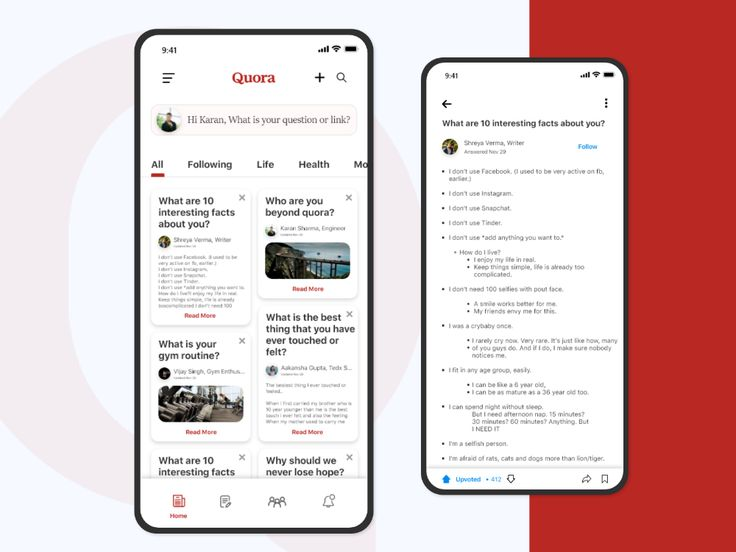 9:41
Quora
Hi Karan, What is your question or link?
All Following Life Health Mo
What are 10
interesting facts
about you?
Shreya Verma, Writer
I don't use Facebook. (I used to be
very active on fb, earlier.)
I don't use Instagram.
I don't use Snapchat.
I don't use Tinder.
I don't use *add anything you want to.
How do I live?I enjoy my life in real.
Keep things simple, life is already
Read More
Who are you
beyond quora?
Karan Sharma, Engineer
Read More
What is your
gym routine?
Vijay Singh, Gym Enthus...
Read More
What is the best
thing that you have
ever touched or
felt?
Aakansha Gupta, Tedx S...
The sexiest thing I ever touched or
feeled..
When I first carried my brother who is
10 year younger than me is the best
touch I ever felt and also the feeling
When my mother used to carry me
Read More
What are 10
interesting facts
Why should we
never lose hope?
Home
9:41
What are 10 interesting facts about you?
Shreya Verma, Writer
Answered Nov 29
Follow
• I don't use Facebook. (I used to be very active on fb,
earlier.)
• I don't use Instagram.
• I don't use Snapchat.
• I don't use Tinder.
• I don't use *add anything you want to.*
• How do I live?
• I enjoy my life in real.
• Keep things simple, life is already too
complicated.
• I don't need 100 selfies with pout face.
• A smile works better for me.
• My friends envy me for this.
• I was a crybaby once.
• I rarely cry now. Very rare. It's just like how, many
• of you guys do. And if I do, I make sure nobody
notices me.
• I fit in any age group, easily.
• I can be like a 6 year old,
• I can be as mature as a 36 year old too.
• I can spend night without sleep.
But I need afternoon nap. 15 minutes?
30 minutes? 60 minutes? Anything. But
I NEED IT
• I'm a selfish person.
• I'm afraid of rats, cats and dogs more than lion/tiger.
Upvoted • 412